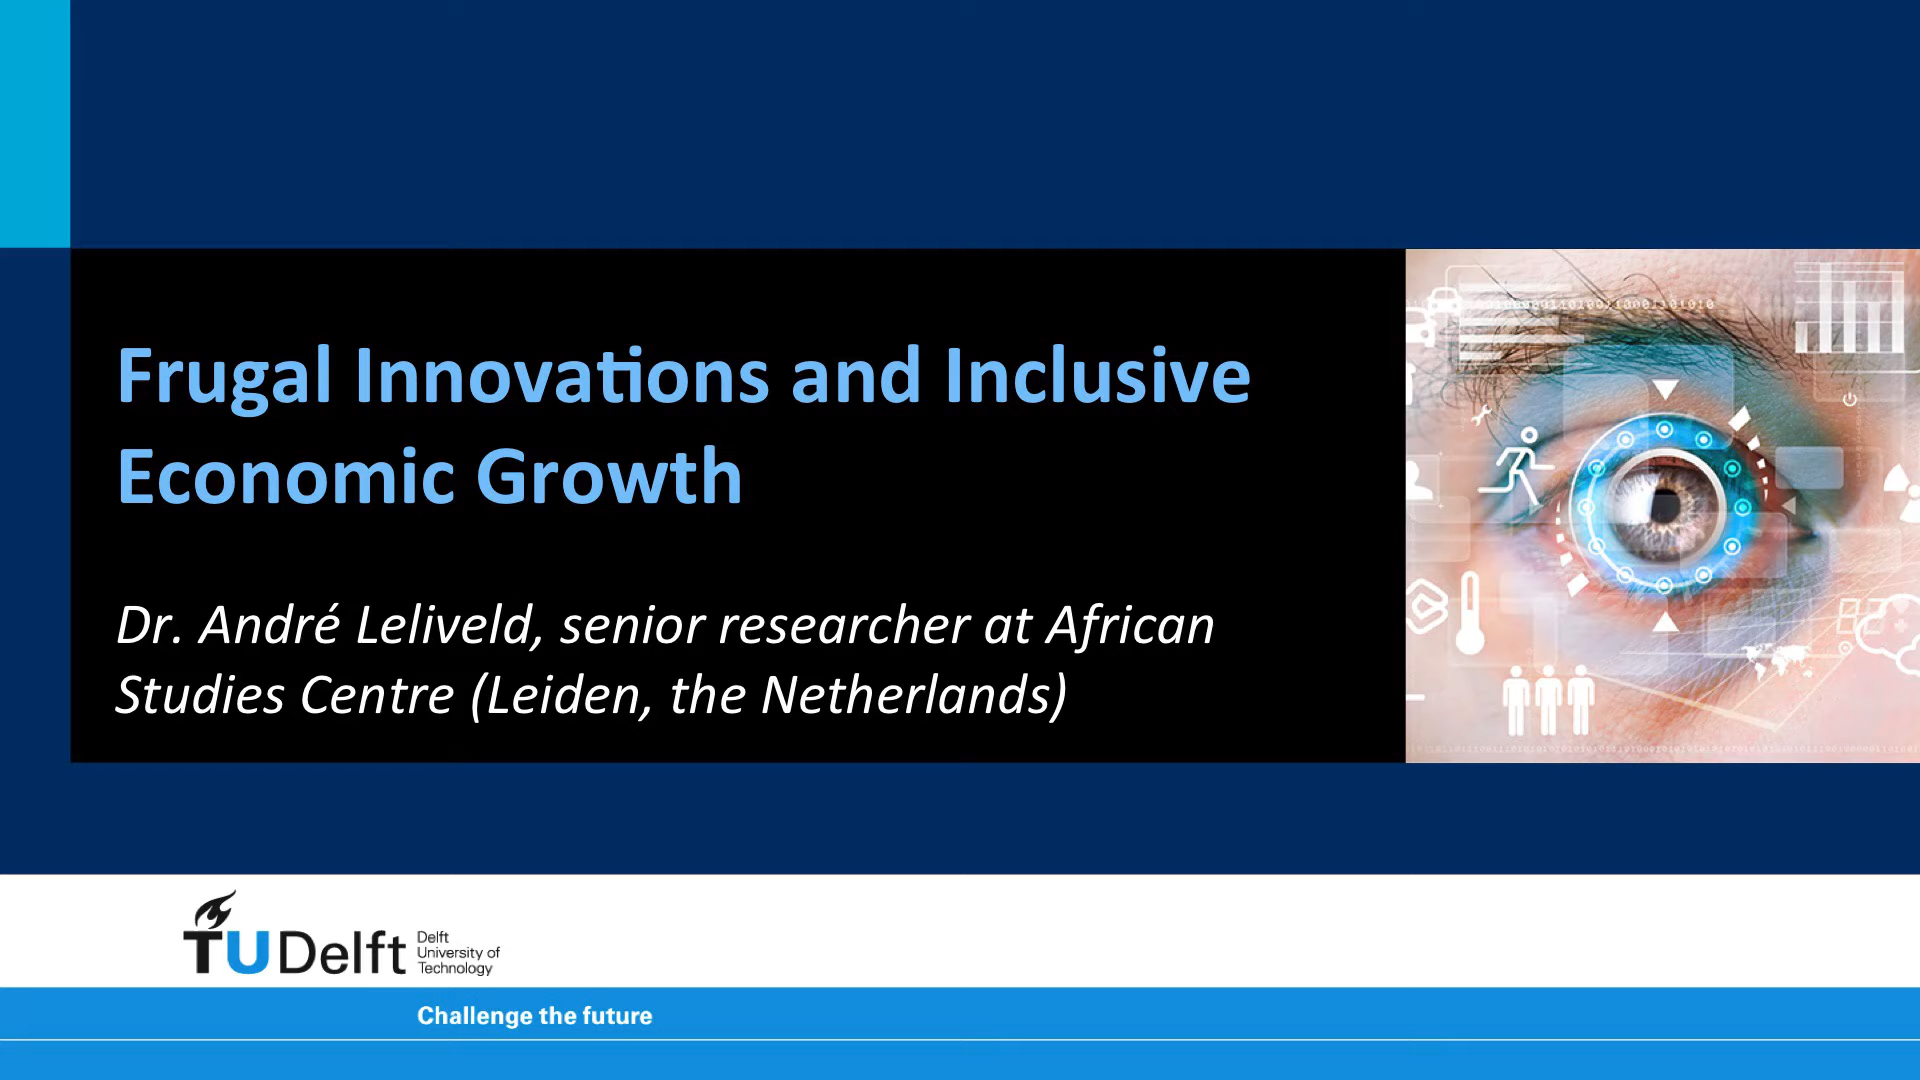 Frugal Innovations and Inclusive
Economic Growth
Dr. André Leliveld, senior researcher at African
Studies Centre (Leiden, the Netherlands)
TUDelft
Delft
University of
Technology
Challenge the future